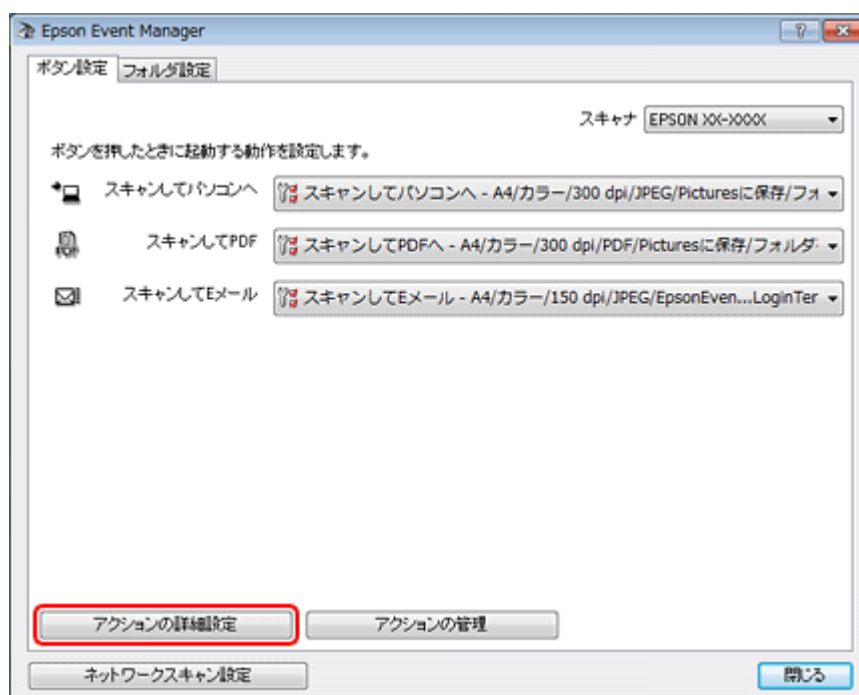 Epson Event Manager
ボタン設定 フォルダ設定
スキャナ EPSON XX-XXXX
ボタンを押したときに起動する動作を設定します。
スキャンしてパソコンへ スキャンしてパソコンへ - A4/カラー/300 dpi/JPEG/Picturesに保存/フォ
スキャンしてPDF スキャンしてPDFへ - A4/カラー/300 dpi/PDF/Picturesに保存/フォルダ
スキャンしてEメール スキャンしてEメール - A4/カラー/150 dpi/JPEG/EpsonEven...LoginTer
アクションの詳細設定 アクションの管理
ネットワークスキャン設定 閉じる